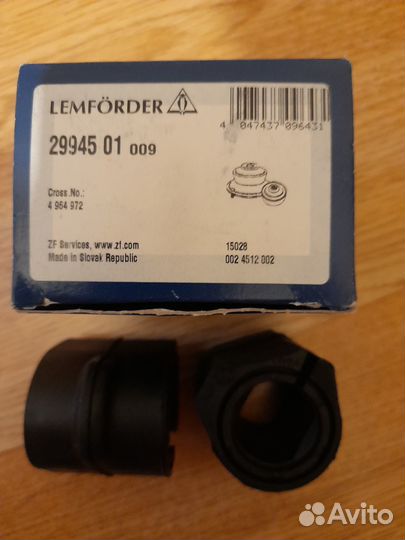 LEMFÖRDER
29945 01 009
4 047437 096431
Cross.No.:
4 964 972
ZF Services, www.zf.com
Made in Slovak Republic
15028
002 4512 002
Avito